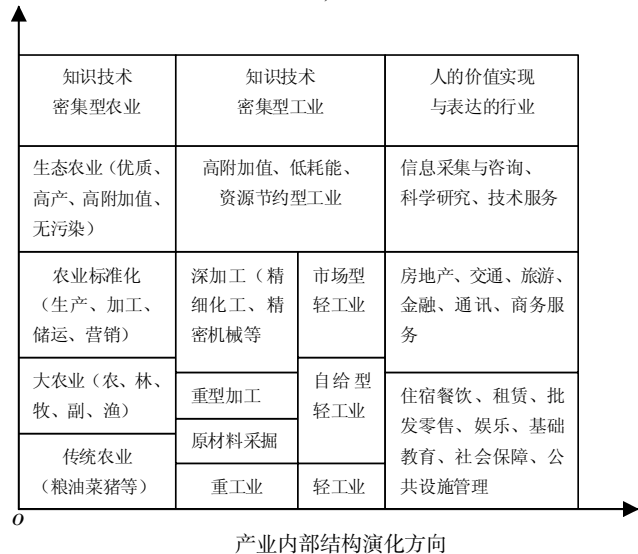 知识技术
密集型农业
知识技术
密集型工业
人的价值实现
与表达的行业
生态农业（优质、
高产、高附加值、
无污染）
高附加值、低耗能、
资源节约型工业
信息采集与咨询、
科学研究、技术服务
农业标准化
（生产、加工、
储运、营销）
深加工（精
细化工、精
密机械等
市场型
轻工业
房地产、交通、旅游、
金融、通讯、商务服
务
大农业（农、林、
牧、副、渔）
重型加工
自给型
轻工业
住宿餐饮、租赁、批
发零售、娱乐、基础
教育、社会保障、公
共设施管理
原材料采掘
传统农业
（粮油菜猪等）
重工业
轻工业
O
产业内部结构演化方向